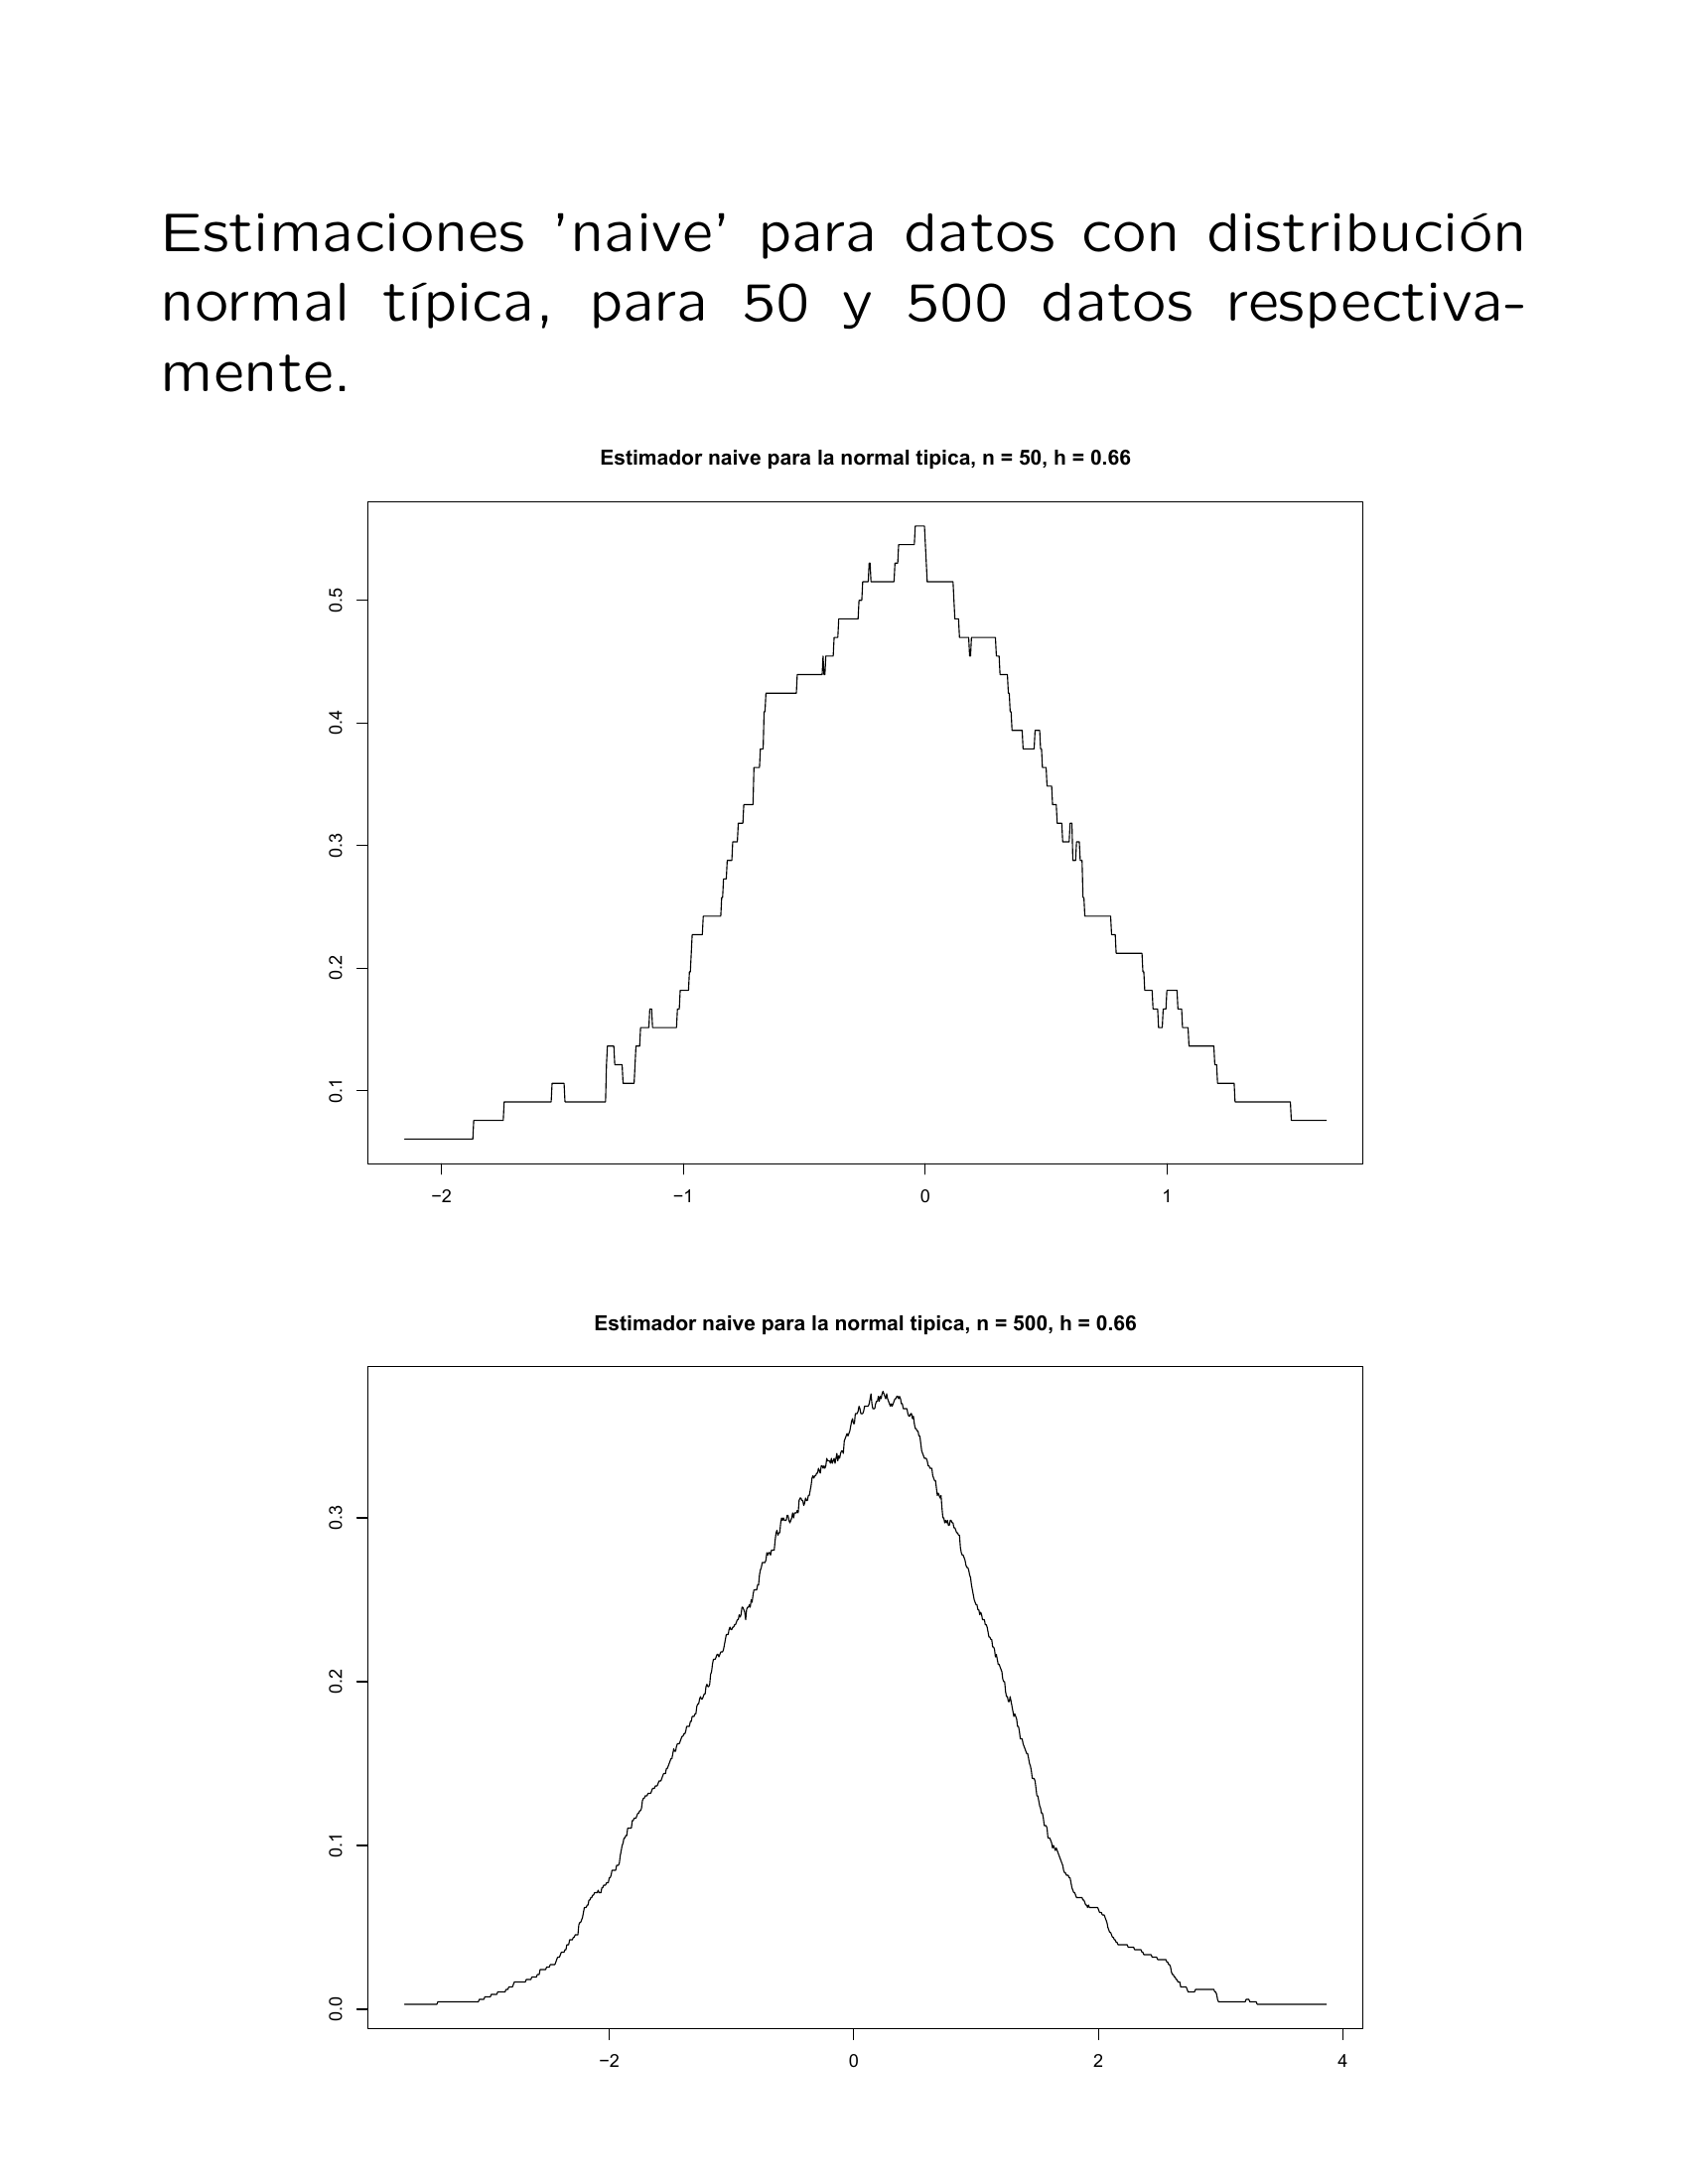 Estimaciones 'naive' para datos con distribución
normal típica, para 50 y 500 datos respectiva-
mente.
Estimador naive para la normal tipica, n = 50, h = 0.66
0.5
0.4
0.3
0.2
0.1
−2 −1 0 1
Estimador naive para la normal tipica, n = 500, h = 0.66
0.3
0.2
0.1
0.0
−2 0 2 4